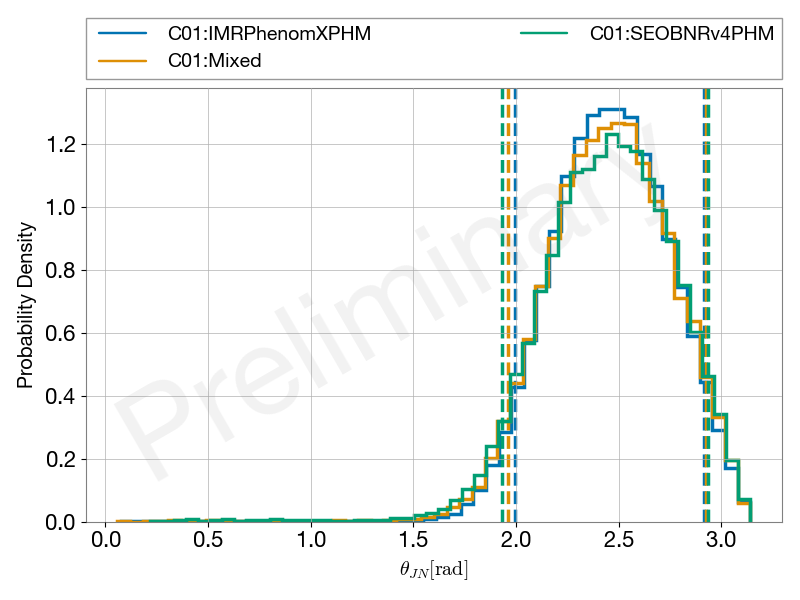 C01:IMRPhenomXPHM
C01:Mixed
C01:SEOBNRv4PHM
Preliminary
Probability Density
1.2
1.0
0.8
0.6
0.4
0.2
0.0
0.0 0.5 1.0 1.5 2.0 2.5 3.0
θ_JN[rad]